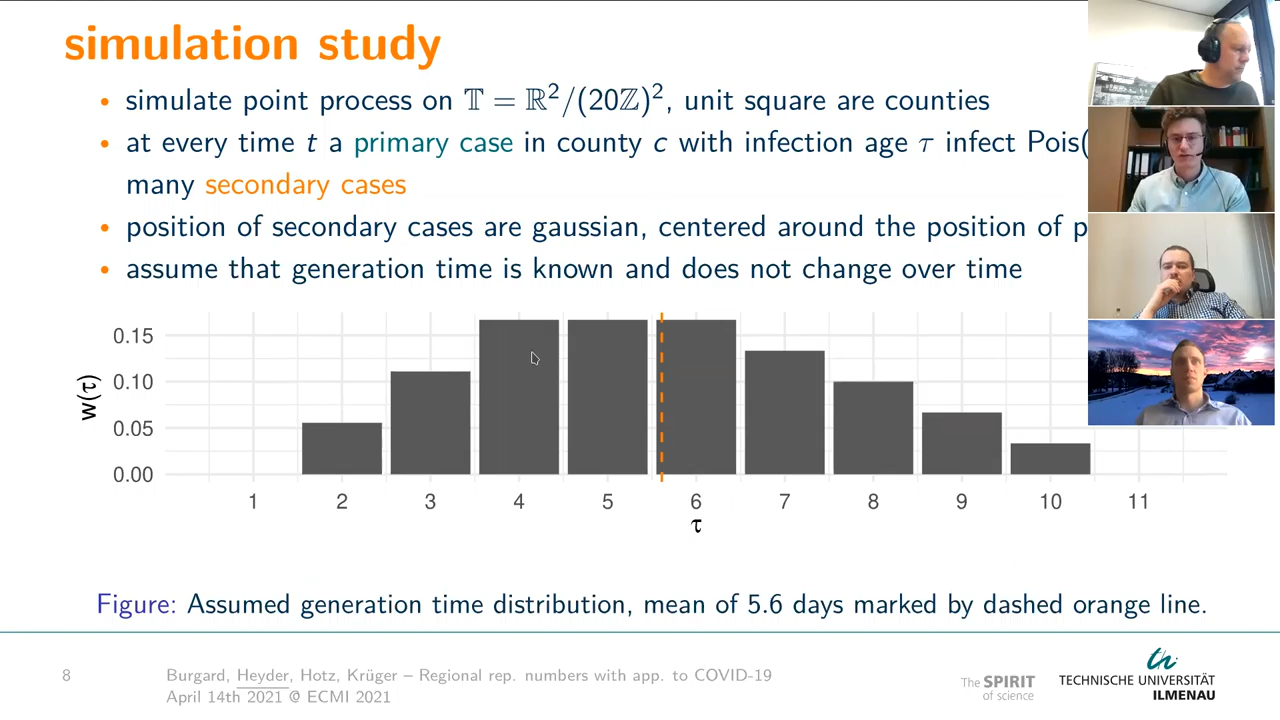 simulation study
• simulate point process on 𝕋 = ℝ²/(20ℤ)², unit square are counties
• at every time t a primary case in county c with infection age τ infect Pois(
many secondary cases
• position of secondary cases are gaussian, centered around the position of p
• assume that generation time is known and does not change over time
w(τ)
0.15
0.10
0.05
0.00
1 2 3 4 5 6 7 8 9 10 11
τ
Figure: Assumed generation time distribution, mean of 5.6 days marked by dashed orange line.
8
Burgard, Heyder, Hotz, Krüger – Regional rep. numbers with app. to COVID-19
April 14th 2021 @ ECMI 2021
The SPIRIT
of science
th
TECHNISCHE UNIVERSITÄT
ILMENAU